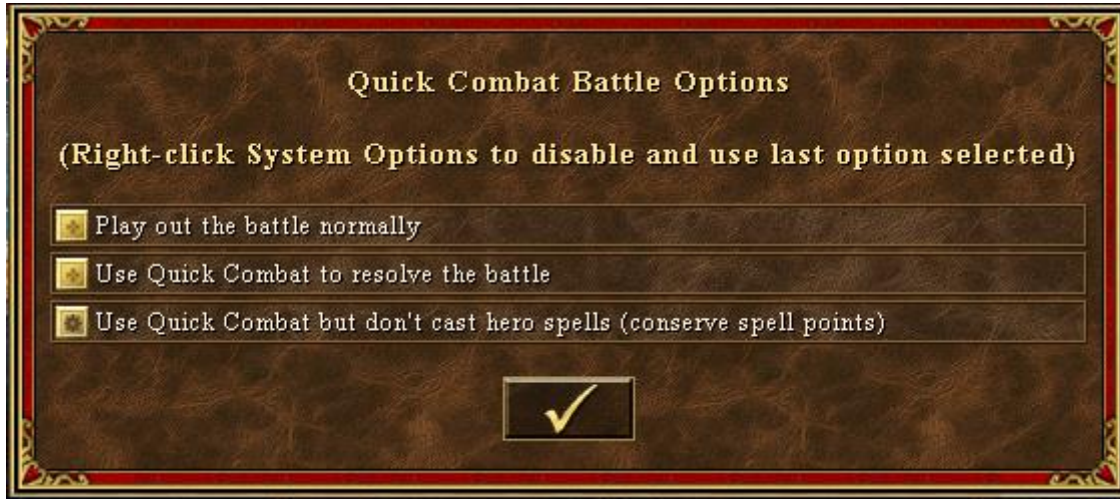 Quick Combat Battle Options
(Right-click System Options to disable and use last option selected)
Play out the battle normally
Use Quick Combat to resolve the battle
Use Quick Combat but don't cast hero spells (conserve spell points)